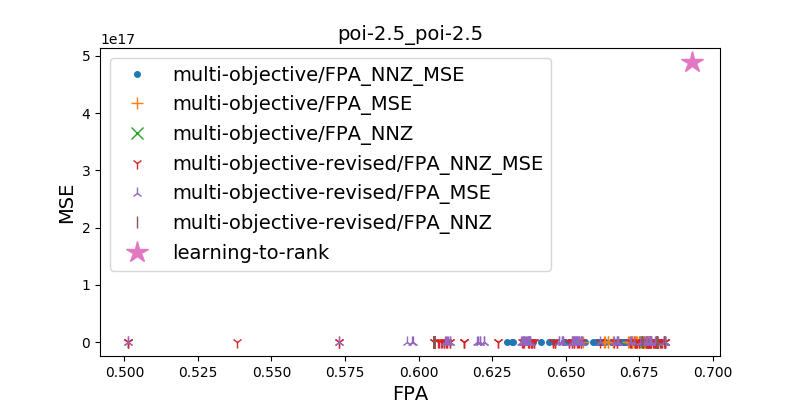 poi-2.5_poi-2.5
1e17
5
4
3
2
1
0
MSE
multi-objective/FPA_NNZ_MSE
multi-objective/FPA_MSE
multi-objective/FPA_NNZ
multi-objective-revised/FPA_NNZ_MSE
multi-objective-revised/FPA_MSE
multi-objective-revised/FPA_NNZ
learning-to-rank
0.500 0.525 0.550 0.575 0.600 0.625 0.650 0.675 0.700
FPA